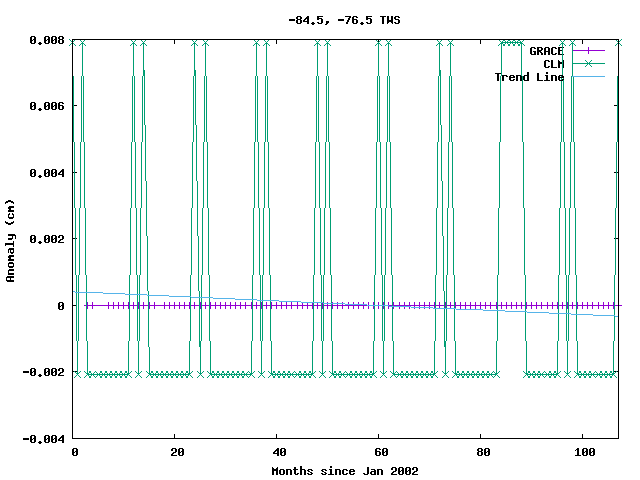 -84.5, -76.5 TWS
GRACE
CLM
Trend Line
0.008
0.006
0.004
0.002
0
-0.002
-0.004
Anomaly (cm)
0 20 40 60 80 100
Months since Jan 2002